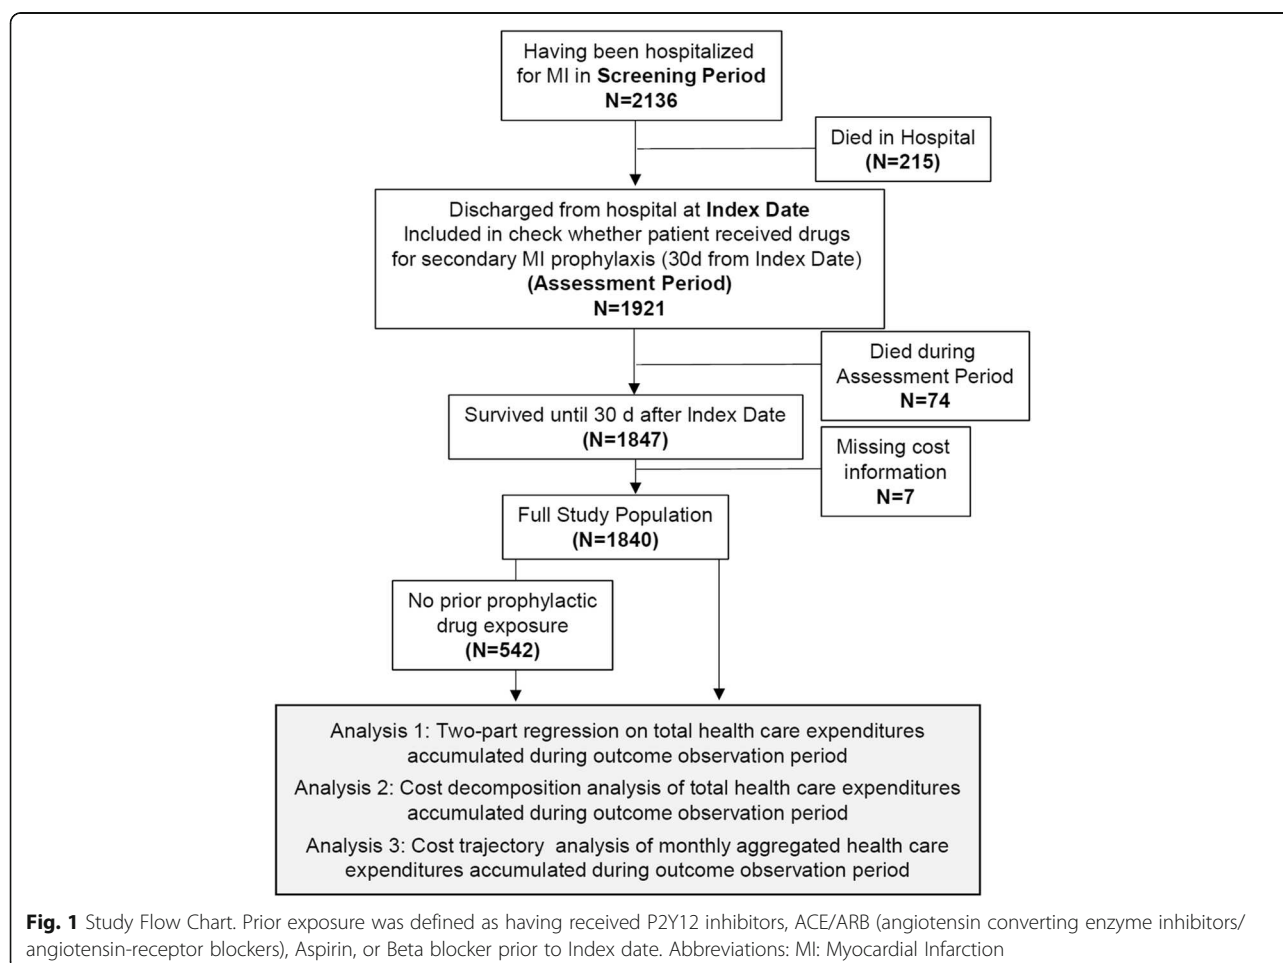 Having been hospitalized
for MI in Screening Period
N=2136
Died in Hospital
(N=215)
Discharged from hospital at Index Date
Included in check whether patient received drugs
for secondary MI prophylaxis (30d from Index Date)
(Assessment Period)
N=1921
Died during
Assessment Period
N=74
Survived until 30 d after Index Date
(N=1847)
Missing cost
information
N=7
Full Study Population
(N=1840)
No prior prophylactic
drug exposure
(N=542)
Analysis 1: Two-part regression on total health care expenditures
accumulated during outcome observation period
Analysis 2: Cost decomposition analysis of total health care expenditures
accumulated during outcome observation period
Analysis 3: Cost trajectory analysis of monthly aggregated health care
expenditures accumulated during outcome observation period
Fig. 1 Study Flow Chart. Prior exposure was defined as having received P2Y12 inhibitors, ACE/ARB (angiotensin converting enzyme inhibitors/
angiotensin-receptor blockers), Aspirin, or Beta blocker prior to Index date. Abbreviations: MI: Myocardial Infarction